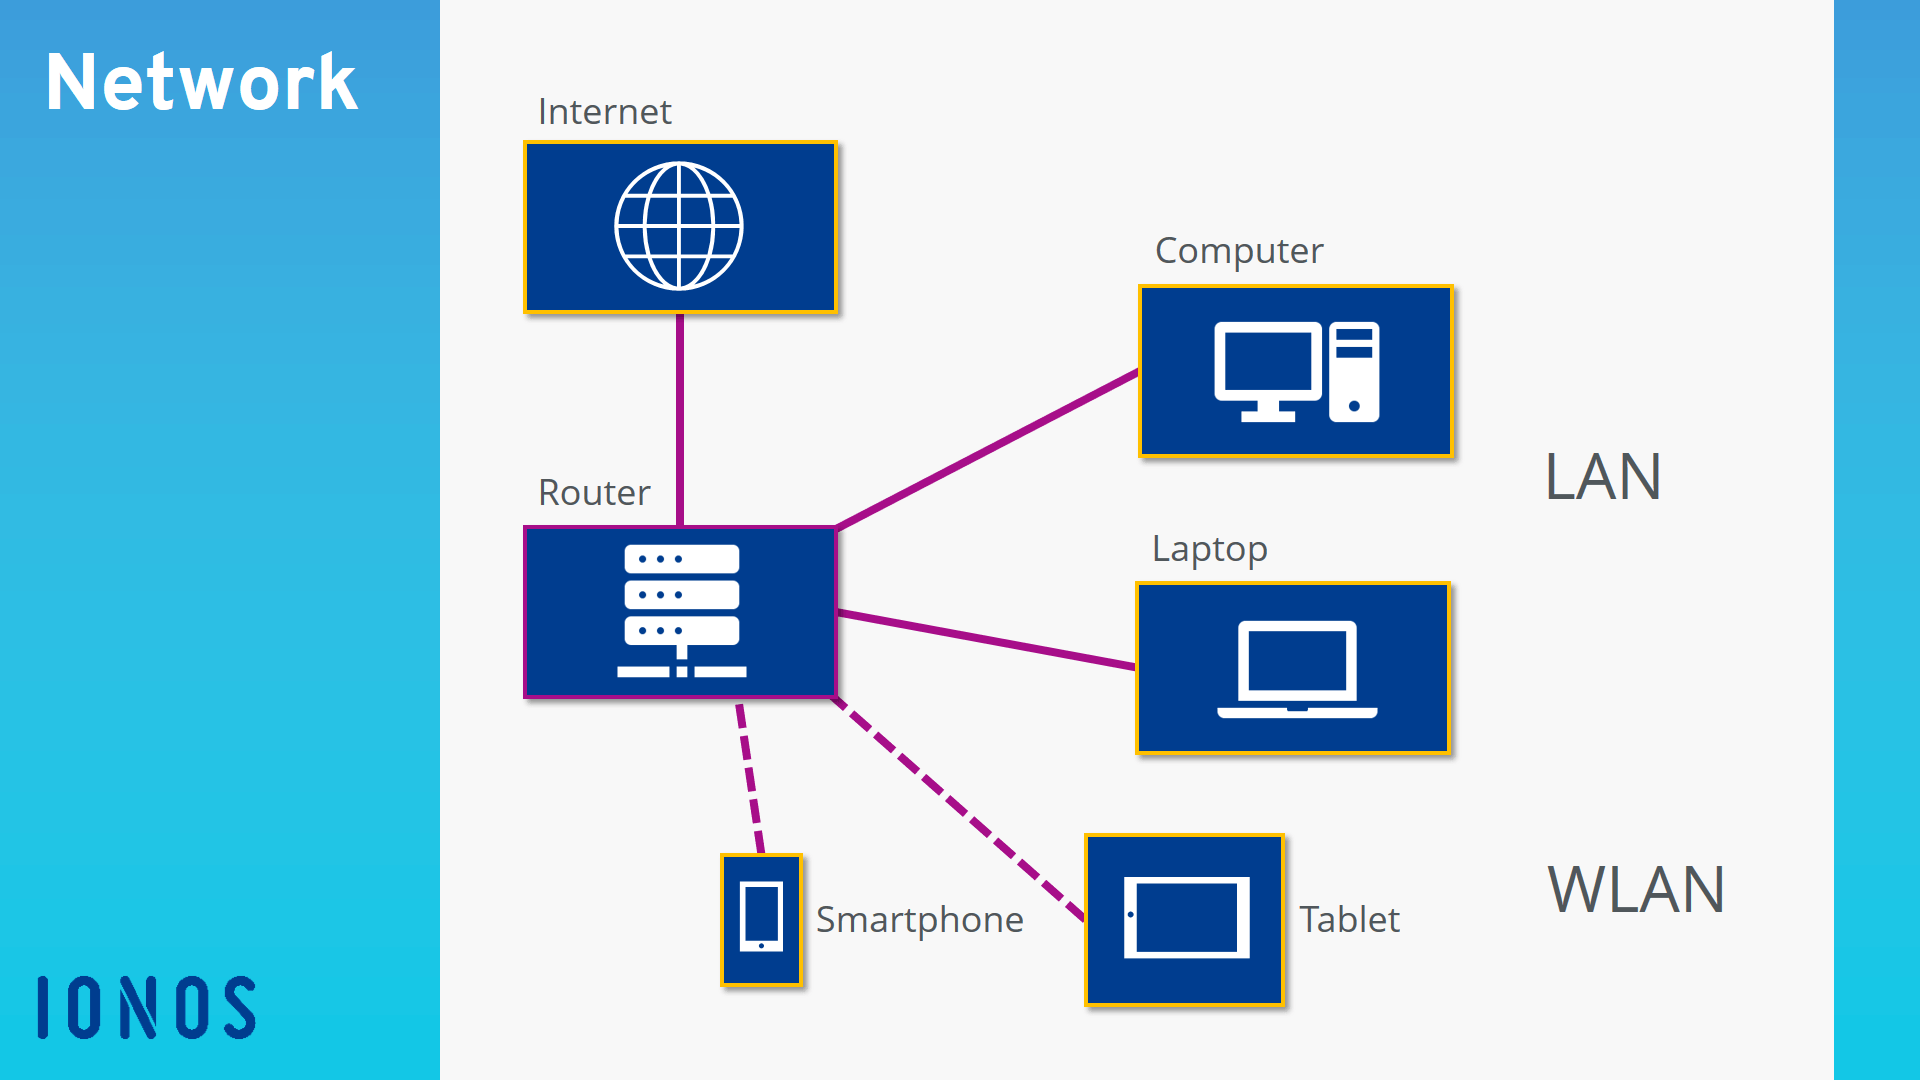 Network
Internet
Computer
LAN
Router
Laptop
Smartphone
Tablet
WLAN
IONOS